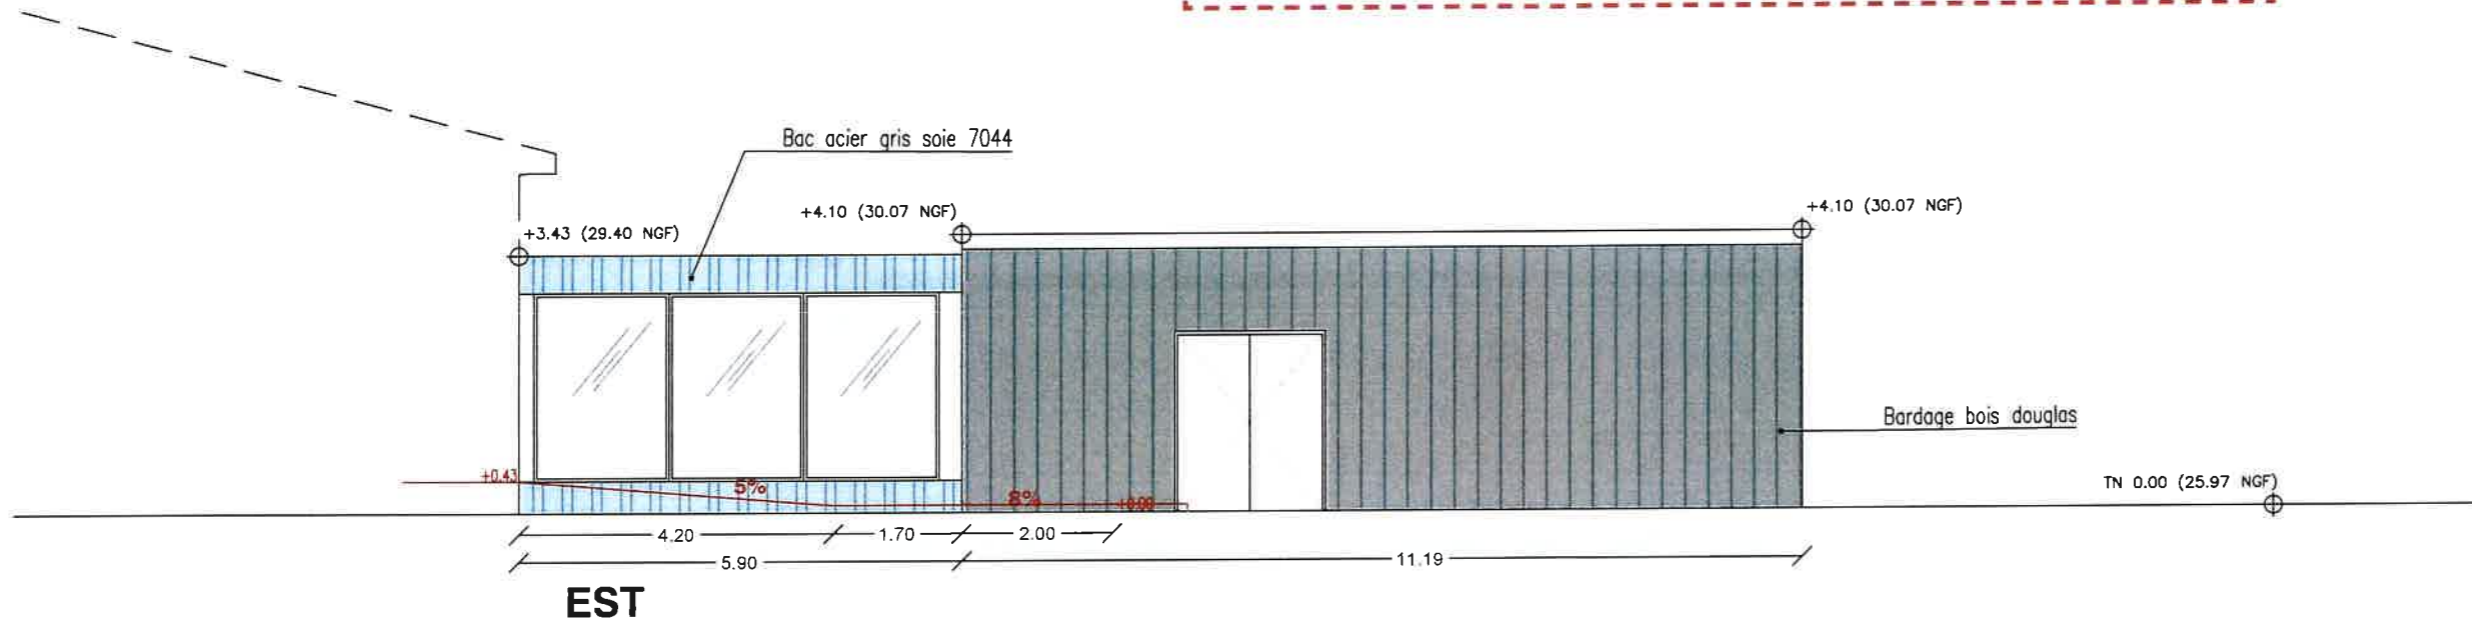 Bac acier gris soie 7044
+4.10 (30.07 NGF)
+4.10 (30.07 NGF)
+3.43 (29.40 NGF)
Bardage bois douglas
+0.43
5%
8%
+0.00
TN 0.00 (25.97 NGF)
4.20
1.70
2.00
5.90
11.19
EST